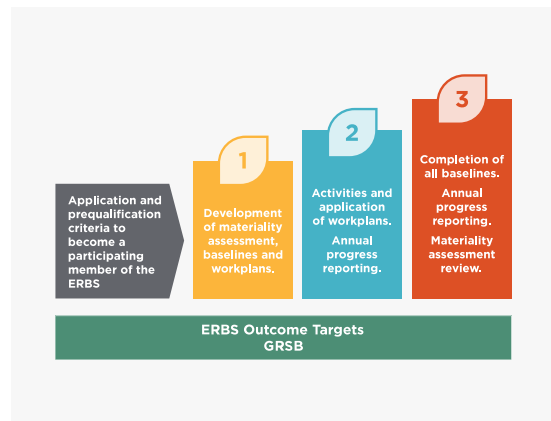 Application and
prequalification
criteria to
become a
participating
member of the
ERBS
1
Development
of materiality
assessment,
baselines and
workplans.
2
Activities and
application
of workplans.
Annual
progress
reporting.
3
Completion of
all baselines.
Annual
progress
reporting.
Materiality
assessment
review.
ERBS Outcome Targets
GRSB